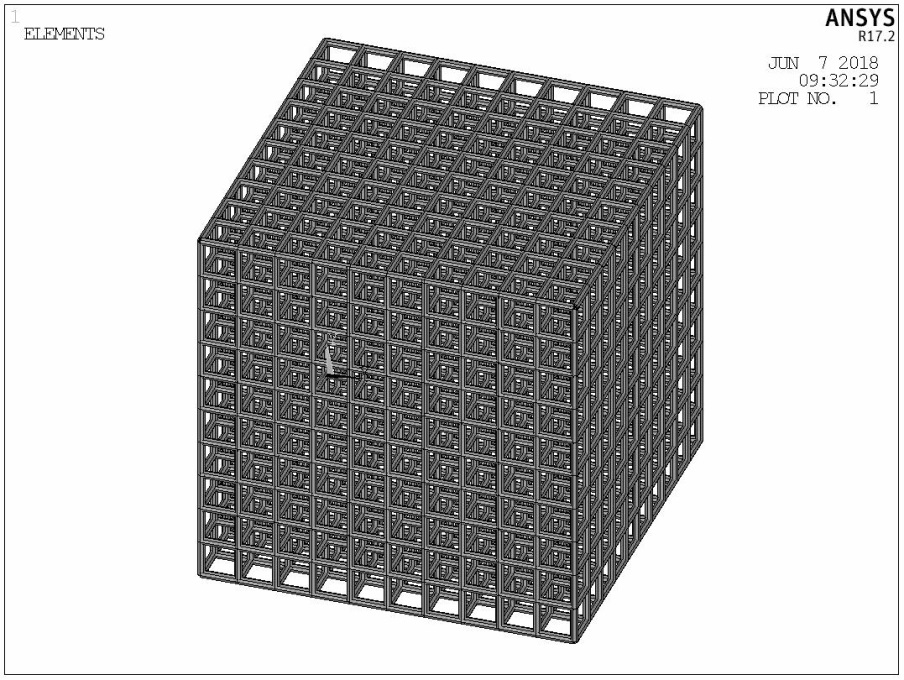 1
ELEMENTS
ANSYS
R17.2
JUN 7 2018
09:32:29
PLOT NO. 1